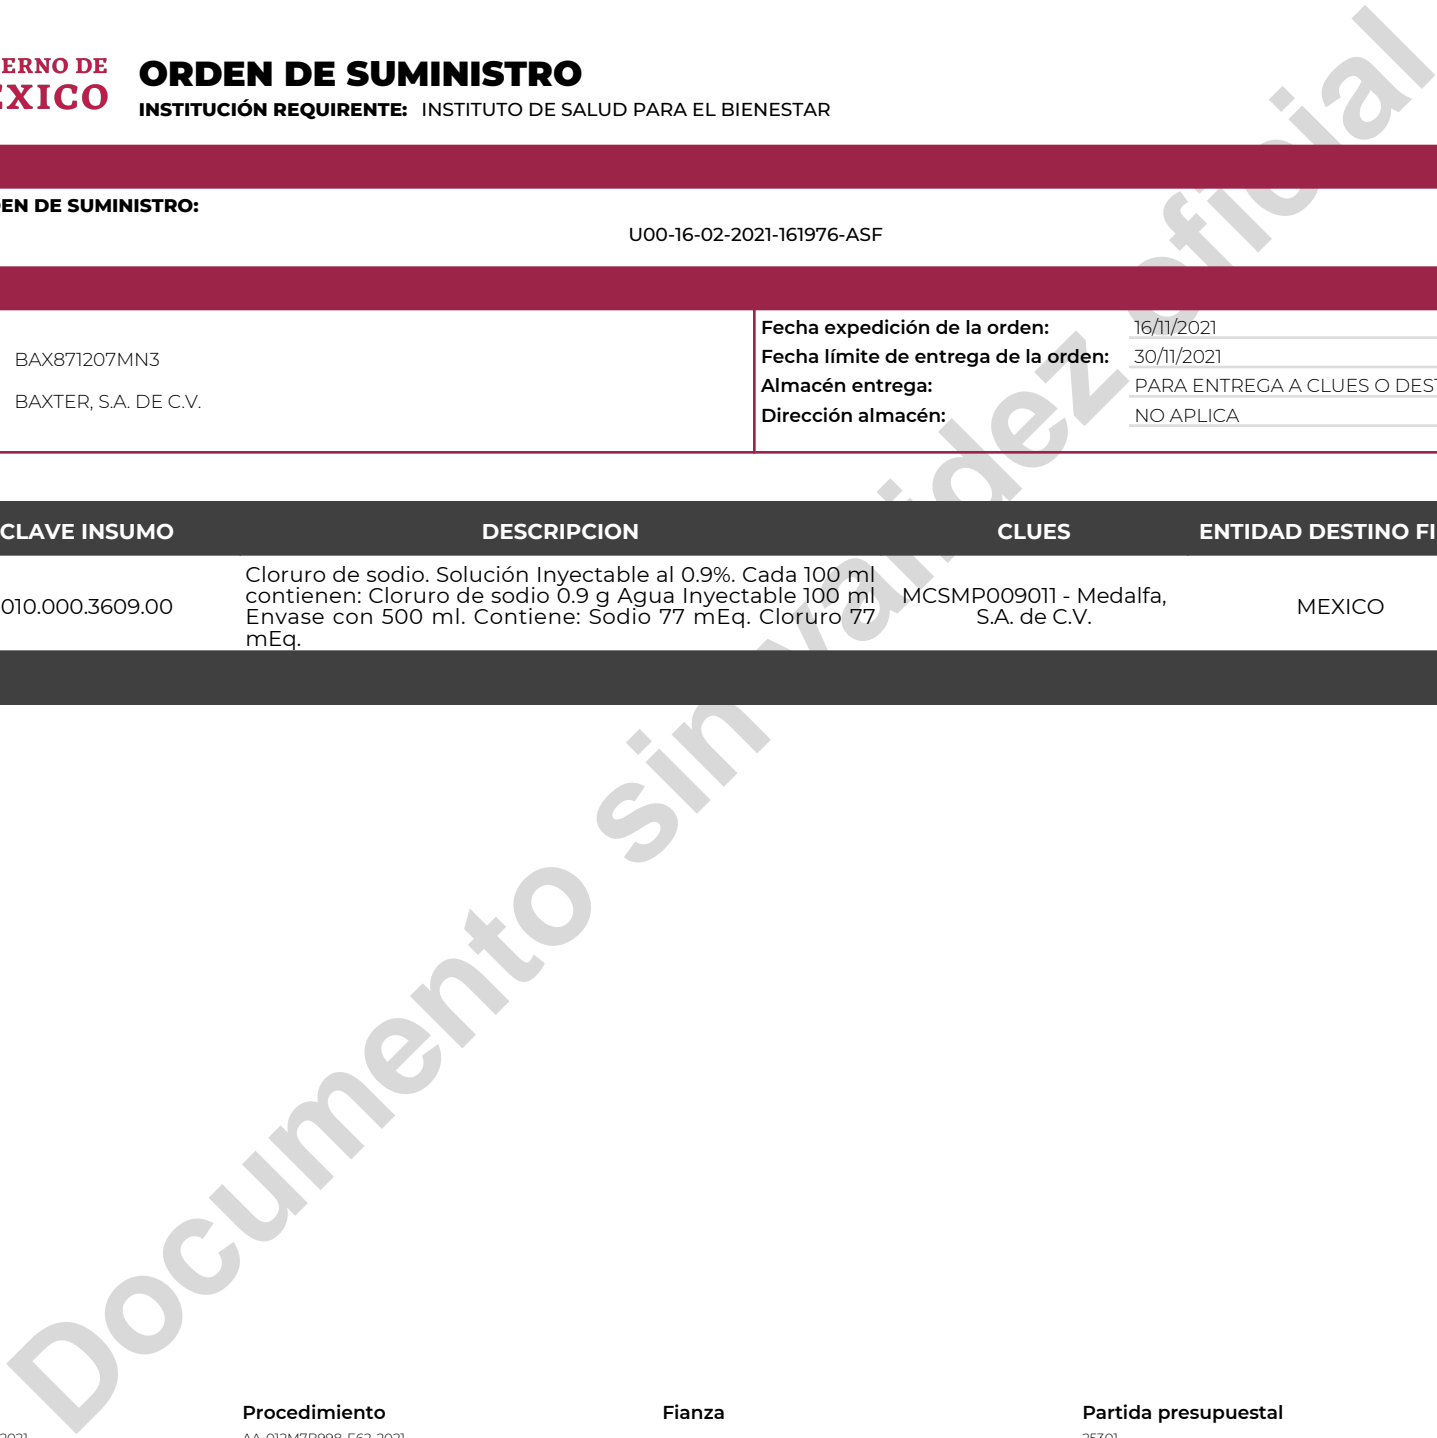 ERNO DE
EXICO
ORDEN DE SUMINISTRO
INSTITUCIÓN REQUIRENTE: INSTITUTO DE SALUD PARA EL BIENESTAR
EN DE SUMINISTRO:
U00-16-02-2021-161976-ASF
BAX871207MN3
BAXTER, S.A. DE C.V.
Fecha expedición de la orden: 16/11/2021
Fecha límite de entrega de la orden: 30/11/2021
Almacén entrega: PARA ENTREGA A CLUES O DEST
Dirección almacén: NO APLICA
CLAVE INSUMO DESCRIPCION CLUES ENTIDAD DESTINO FI
010.000.3609.00
Cloruro de sodio. Solución Inyectable al 0.9%. Cada 100 ml
contienen: Cloruro de sodio 0.9 g Agua Inyectable 100 ml
Envase con 500 ml. Contiene: Sodio 77 mEq. Cloruro 77
mEq.
MCSMP009011 - Medalfa,
S.A. de C.V.
MEXICO
Documento sin validez oficial
Procedimiento Fianza Partida presupuestal